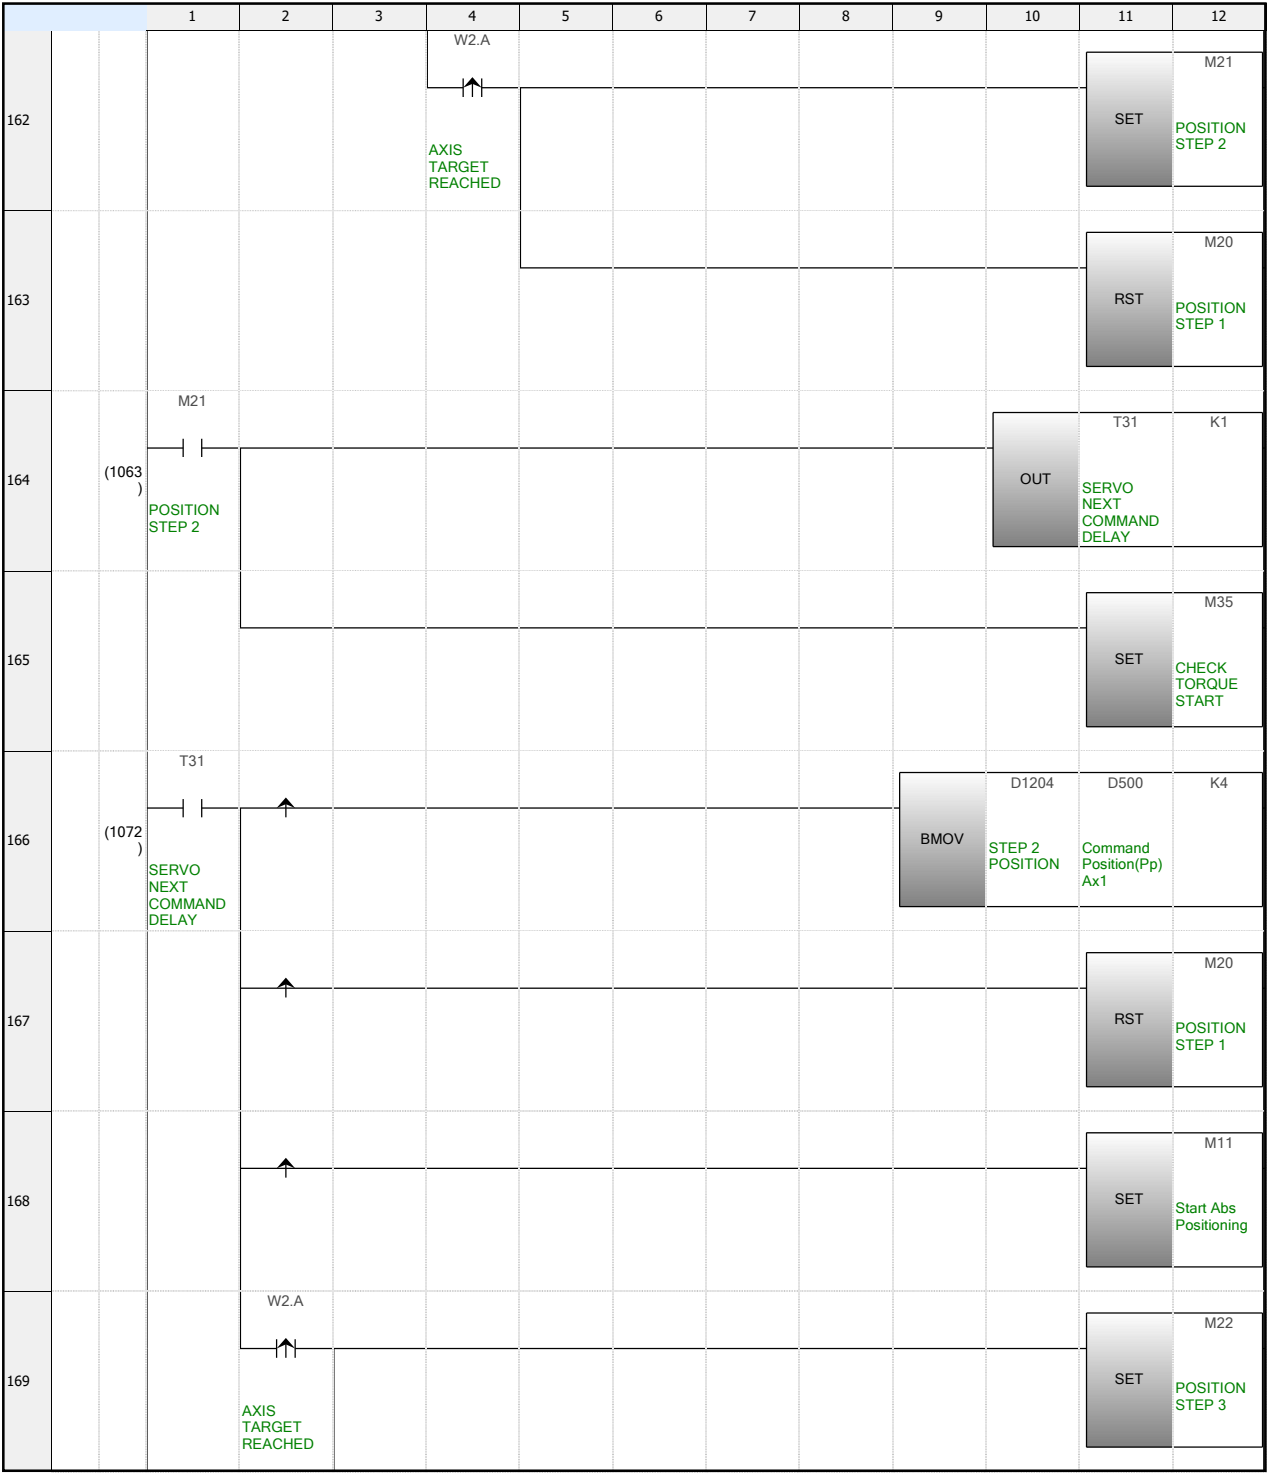 1 2 3 4 5 6 7 8 9 10 11 12
W2.A
M21
162
SET
POSITION
STEP 2
AXIS
TARGET
REACHED
M20
163
RST
POSITION
STEP 1
M21
T31 K1
164
(1063
)
OUT
POSITION
STEP 2
SERVO
NEXT
COMMAND
DELAY
M35
165
SET
CHECK
TORQUE
START
T31
D1204 D500 K4
166
(1072
)
BMOV
STEP 2
POSITION
Command
Position(Pp)
Ax1
SERVO
NEXT
COMMAND
DELAY
M20
167
RST
POSITION
STEP 1
M11
168
SET
Start Abs
Positioning
W2.A
M22
169
SET
POSITION
STEP 3
AXIS
TARGET
REACHED